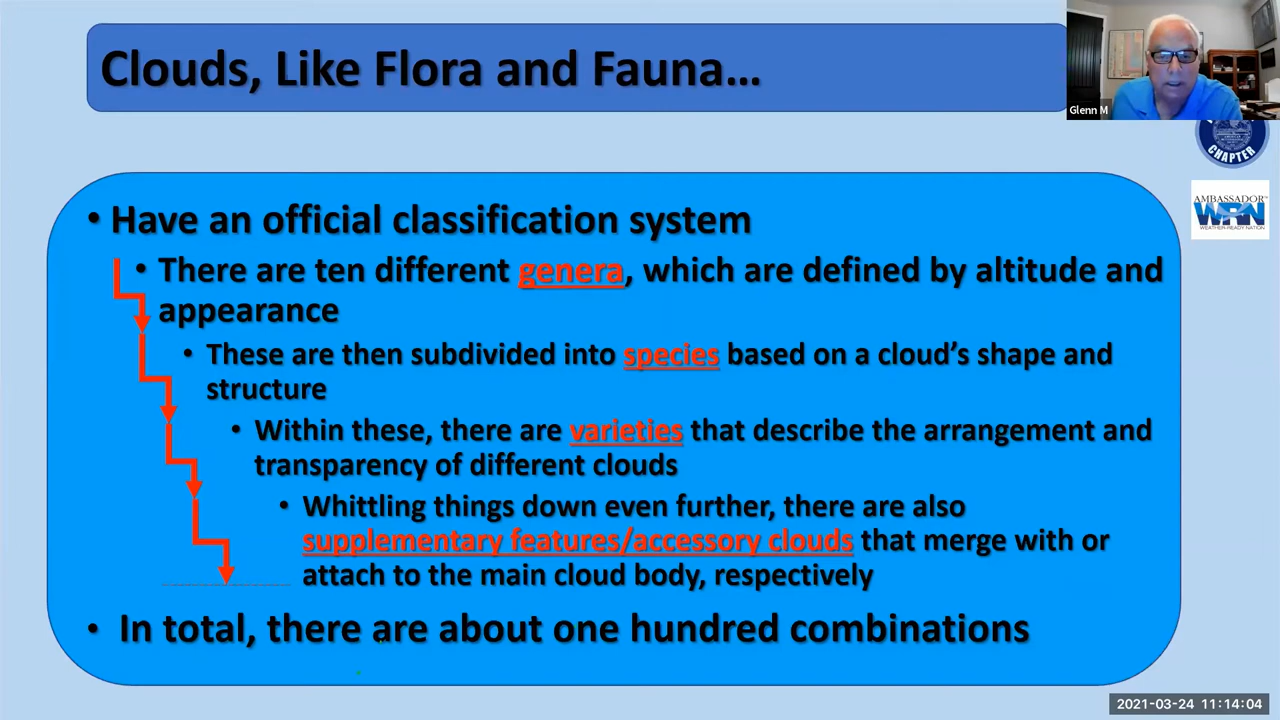 Clouds, Like Flora and Fauna…
Glenn M
CHAPTER
AMBASSADOR™
WRN
WEATHER-READY NATION
• Have an official classification system
• There are ten different genera, which are defined by altitude and
appearance
• These are then subdivided into species based on a cloud’s shape and
structure
• Within these, there are varieties that describe the arrangement and
transparency of different clouds
• Whittling things down even further, there are also
supplementary features/accessory clouds that merge with or
attach to the main cloud body, respectively
• In total, there are about one hundred combinations
2021-03-24 11:14:04